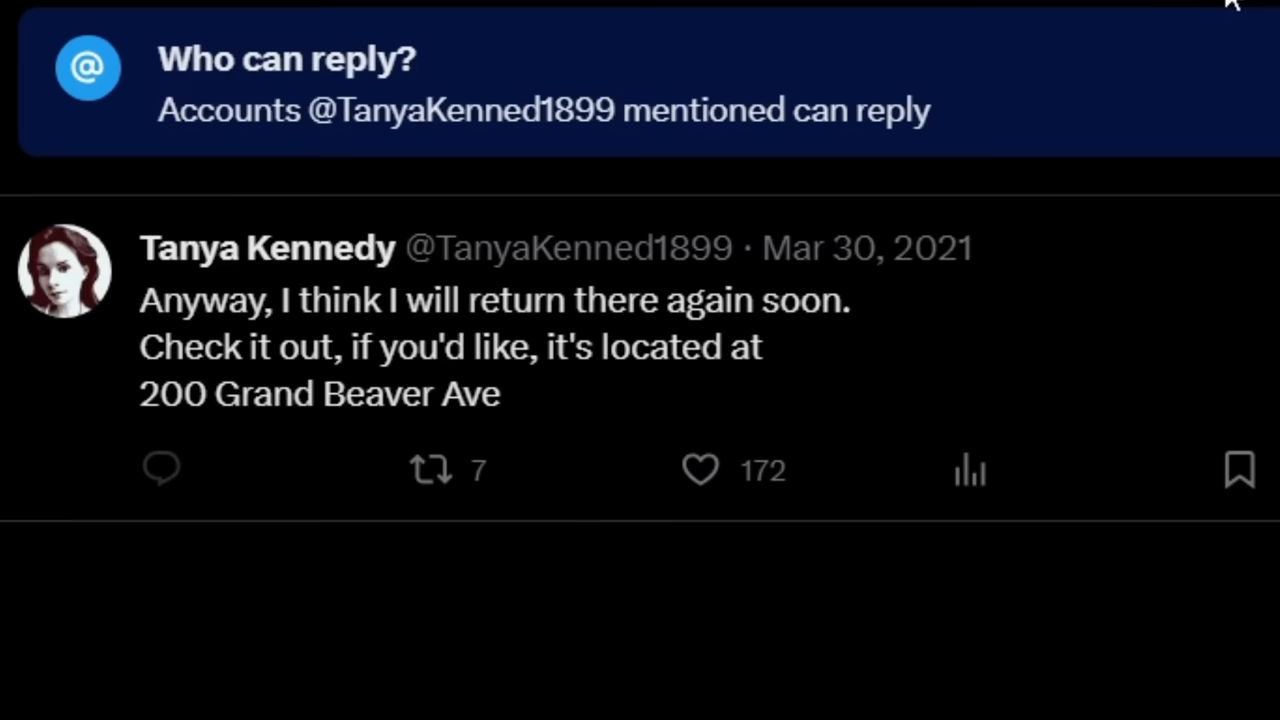 @
Who can reply?
Accounts @TanyaKenned1899 mentioned can reply
Tanya Kennedy @TanyaKenned1899 · Mar 30, 2021
Anyway, I think I will return there again soon.
Check it out, if you'd like, it's located at
200 Grand Beaver Ave
7 172